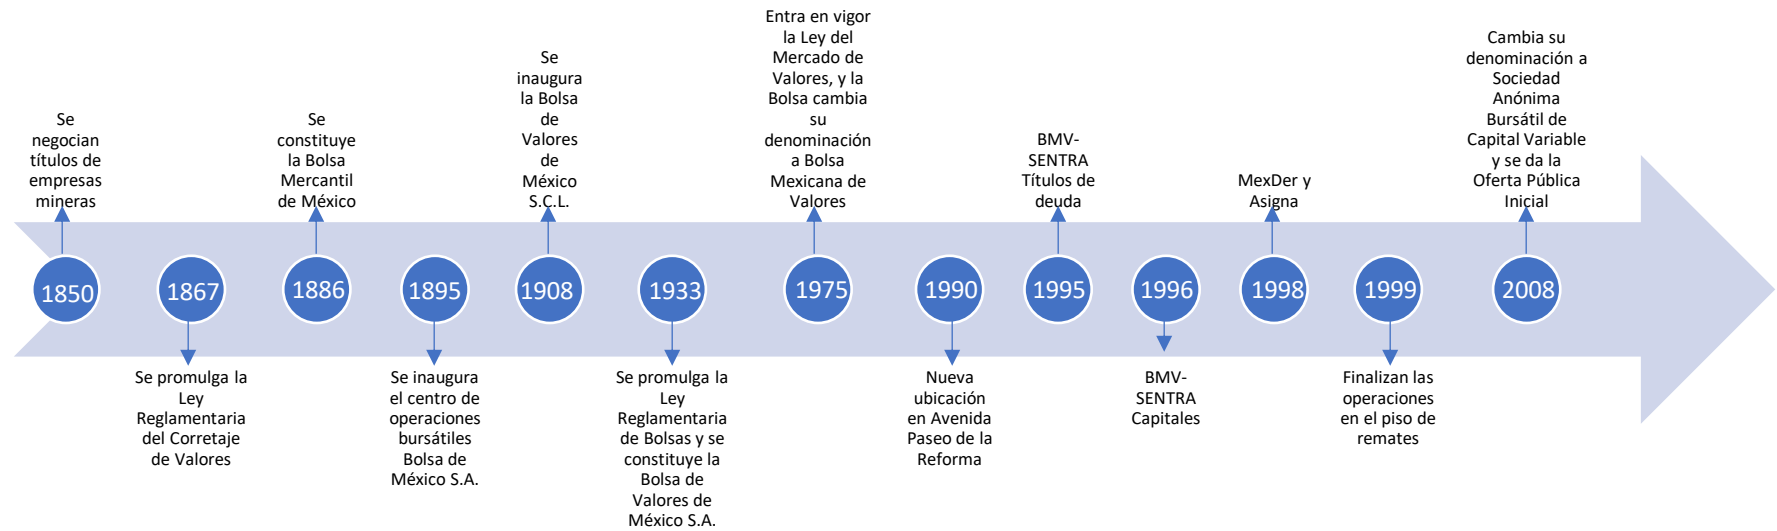 Se
negocian
títulos de
empresas
mineras
1850
1867
Se promulga la
Ley
Reglamentaria
del Corretaje
de Valores
Se
constituye
la Bolsa
Mercantil
de México
1886
1895
Se inaugura
el centro de
operaciones
bursátiles
Bolsa de
México S.A.
Se
inaugura
la Bolsa
de
Valores
de
México
S.C.L.
1908
1933
Se promulga la
Ley
Reglamentaria
de Bolsas y se
constituye la
Bolsa de
Valores de
México S.A.
Entra en vigor
la Ley del
Mercado de
Valores, y la
Bolsa cambia
su
denominación
a Bolsa
Mexicana de
Valores
1975
1990
Nueva
ubicación
en Avenida
Paseo de la
Reforma
BMV-
SENTRA
Títulos de
deuda
1995
1996
BMV-
SENTRA
Capitales
MexDer y
Asigna
1998
1999
Finalizan las
operaciones
en el piso de
remates
Cambia su
denominación a
Sociedad
Anónima
Bursátil de
Capital Variable
y se da la
Oferta Pública
Inicial
2008